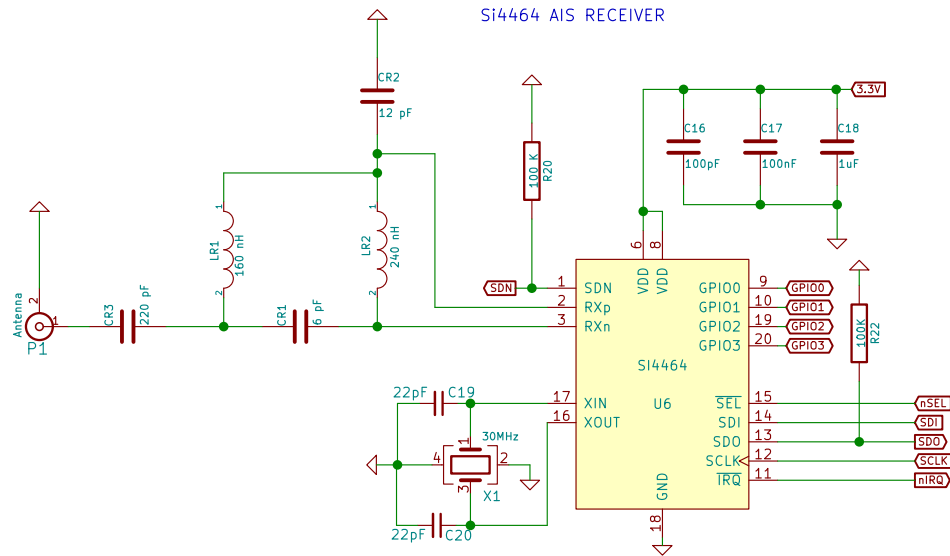 Si4464 AIS RECEIVER
CR2
12 pF
3.3V
C16
100pF
C17
100nF
C18
1uF
100 K
R20
1
LR1
160 nH
2
1
LR2
240 nH
2
6
VDD
8
VDD
SDN
1
SDN
2
RXp
3
RXn
GPIO0
9
GPIO0
GPIO1
10
GPIO1
GPIO2
19
GPIO2
GPIO3
20
GPIO3
100K
R22
Antenna
2
1
P1
CR3
220 pF
CR1
6 pF
SI4464
U6
22pF
C19
17
XIN
16
XOUT
SEL
15
nSEL
SDI
14
SDI
SDO
13
SDO
SCLK
12
SCLK
IRQ
11
nIRQ
30MHz
1
4
2
3
X1
22pF
C20
GND
18